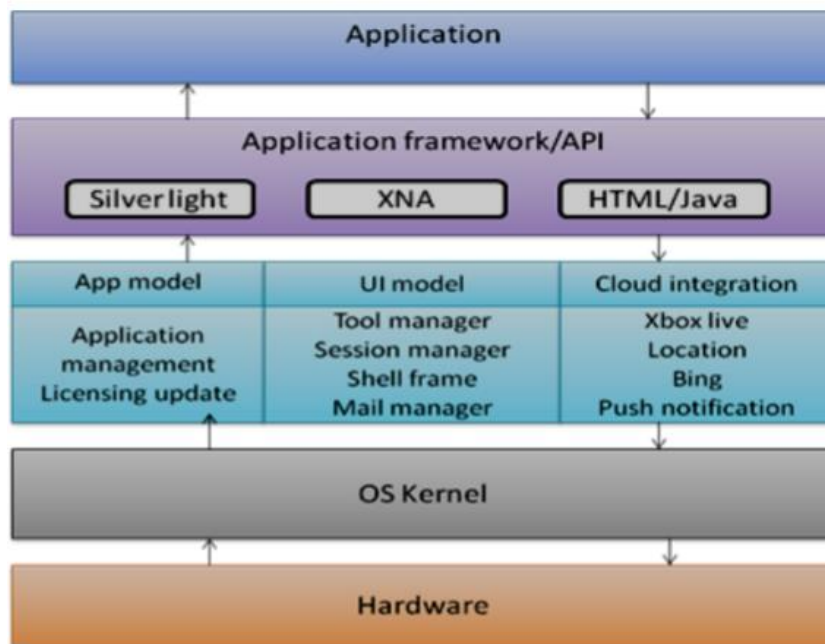 Application
Application framework/API
Silverlight
XNA
HTML/Java
App model
UI model
Cloud integration
Application
management
Licensing update
Tool manager
Session manager
Shell frame
Mail manager
Xbox live
Location
Bing
Push notification
OS Kernel
Hardware